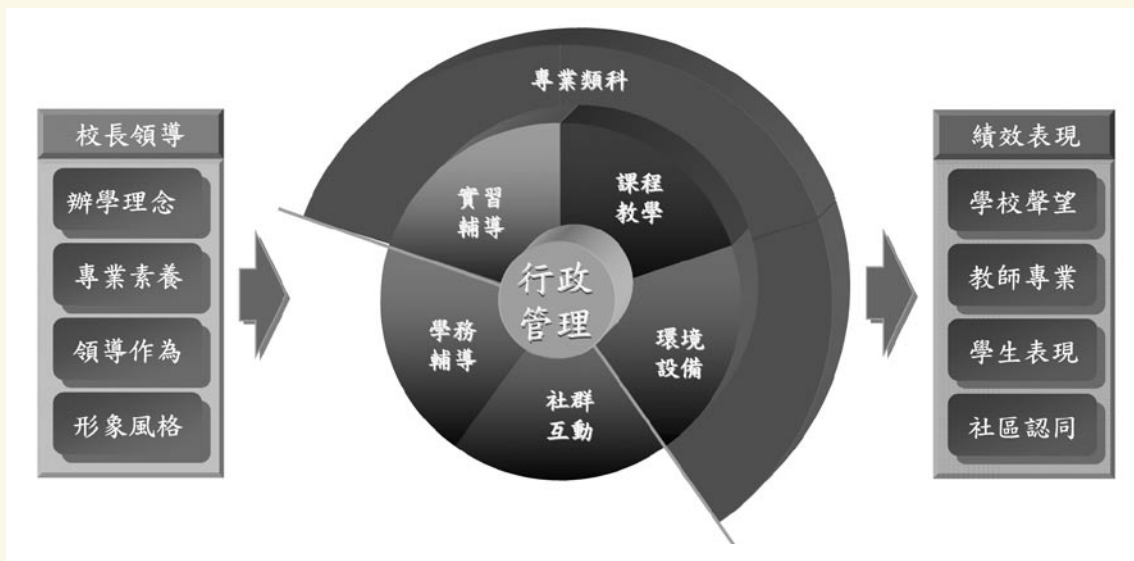 校長領導
辦學理念
專業素養
領導作為
形象風格
專業類科
實習
輔導
課程
教學
行政
管理
學務
輔導
環境
設備
社群
互動
績效表現
學校聲望
教師專業
學生表現
社區認同